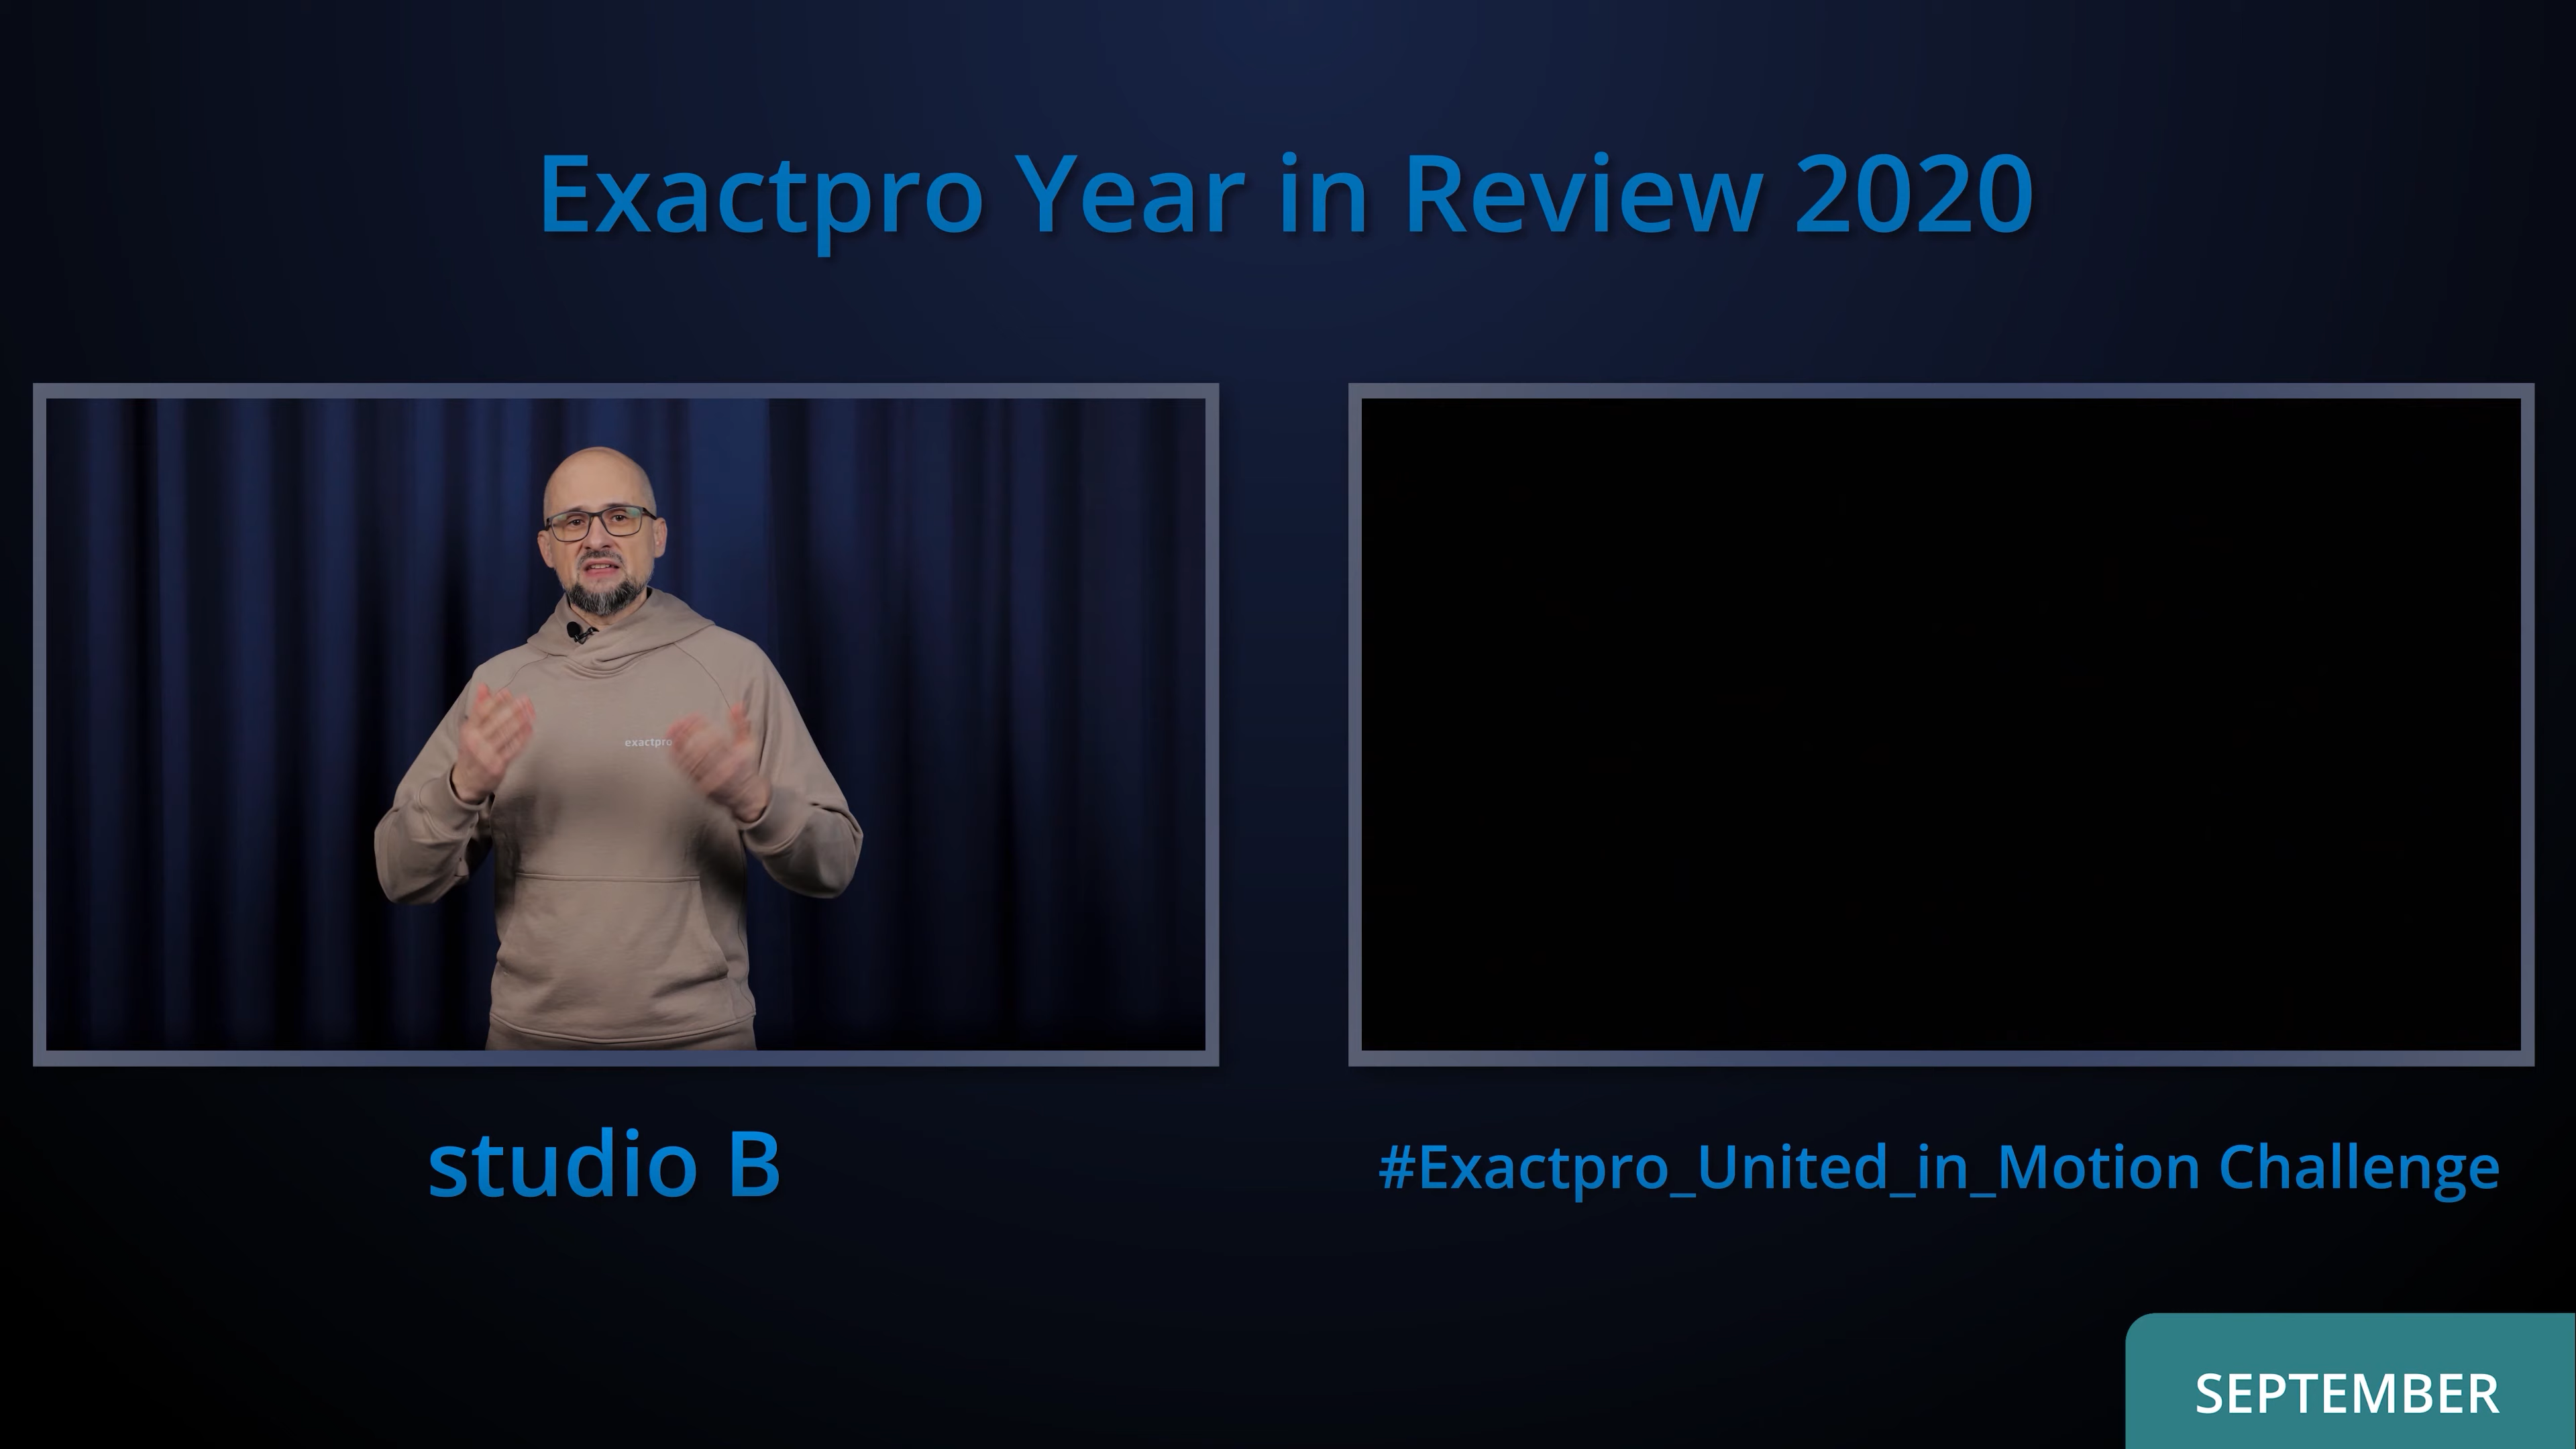 Exactpro Year in Review 2020
exactpro
studio B
#Exactpro_United_in_Motion Challenge
SEPTEMBER